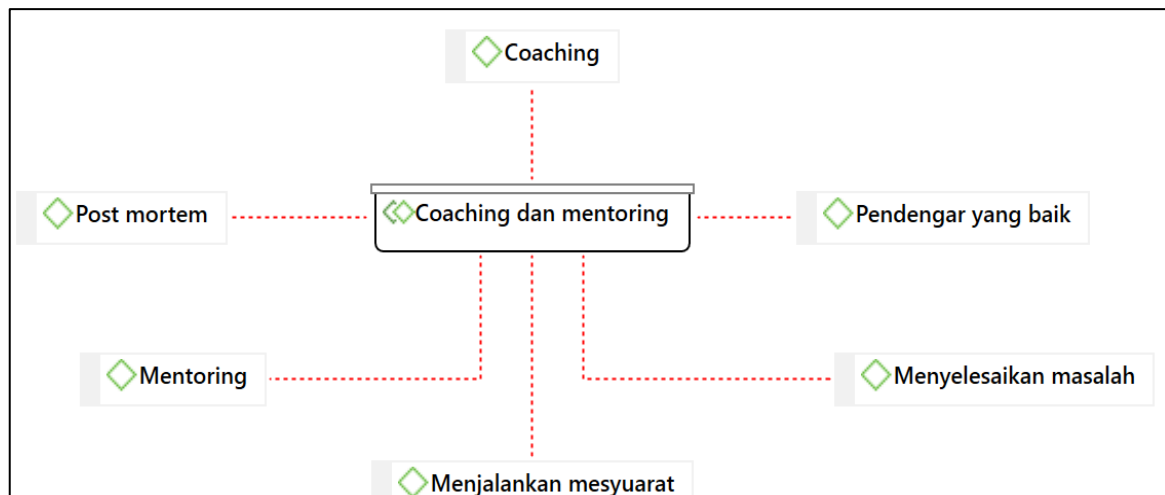 Coaching
Post mortem
Coaching dan mentoring
Pendengar yang baik
Mentoring
Menyelesaikan masalah
Menjalankan mesyuarat